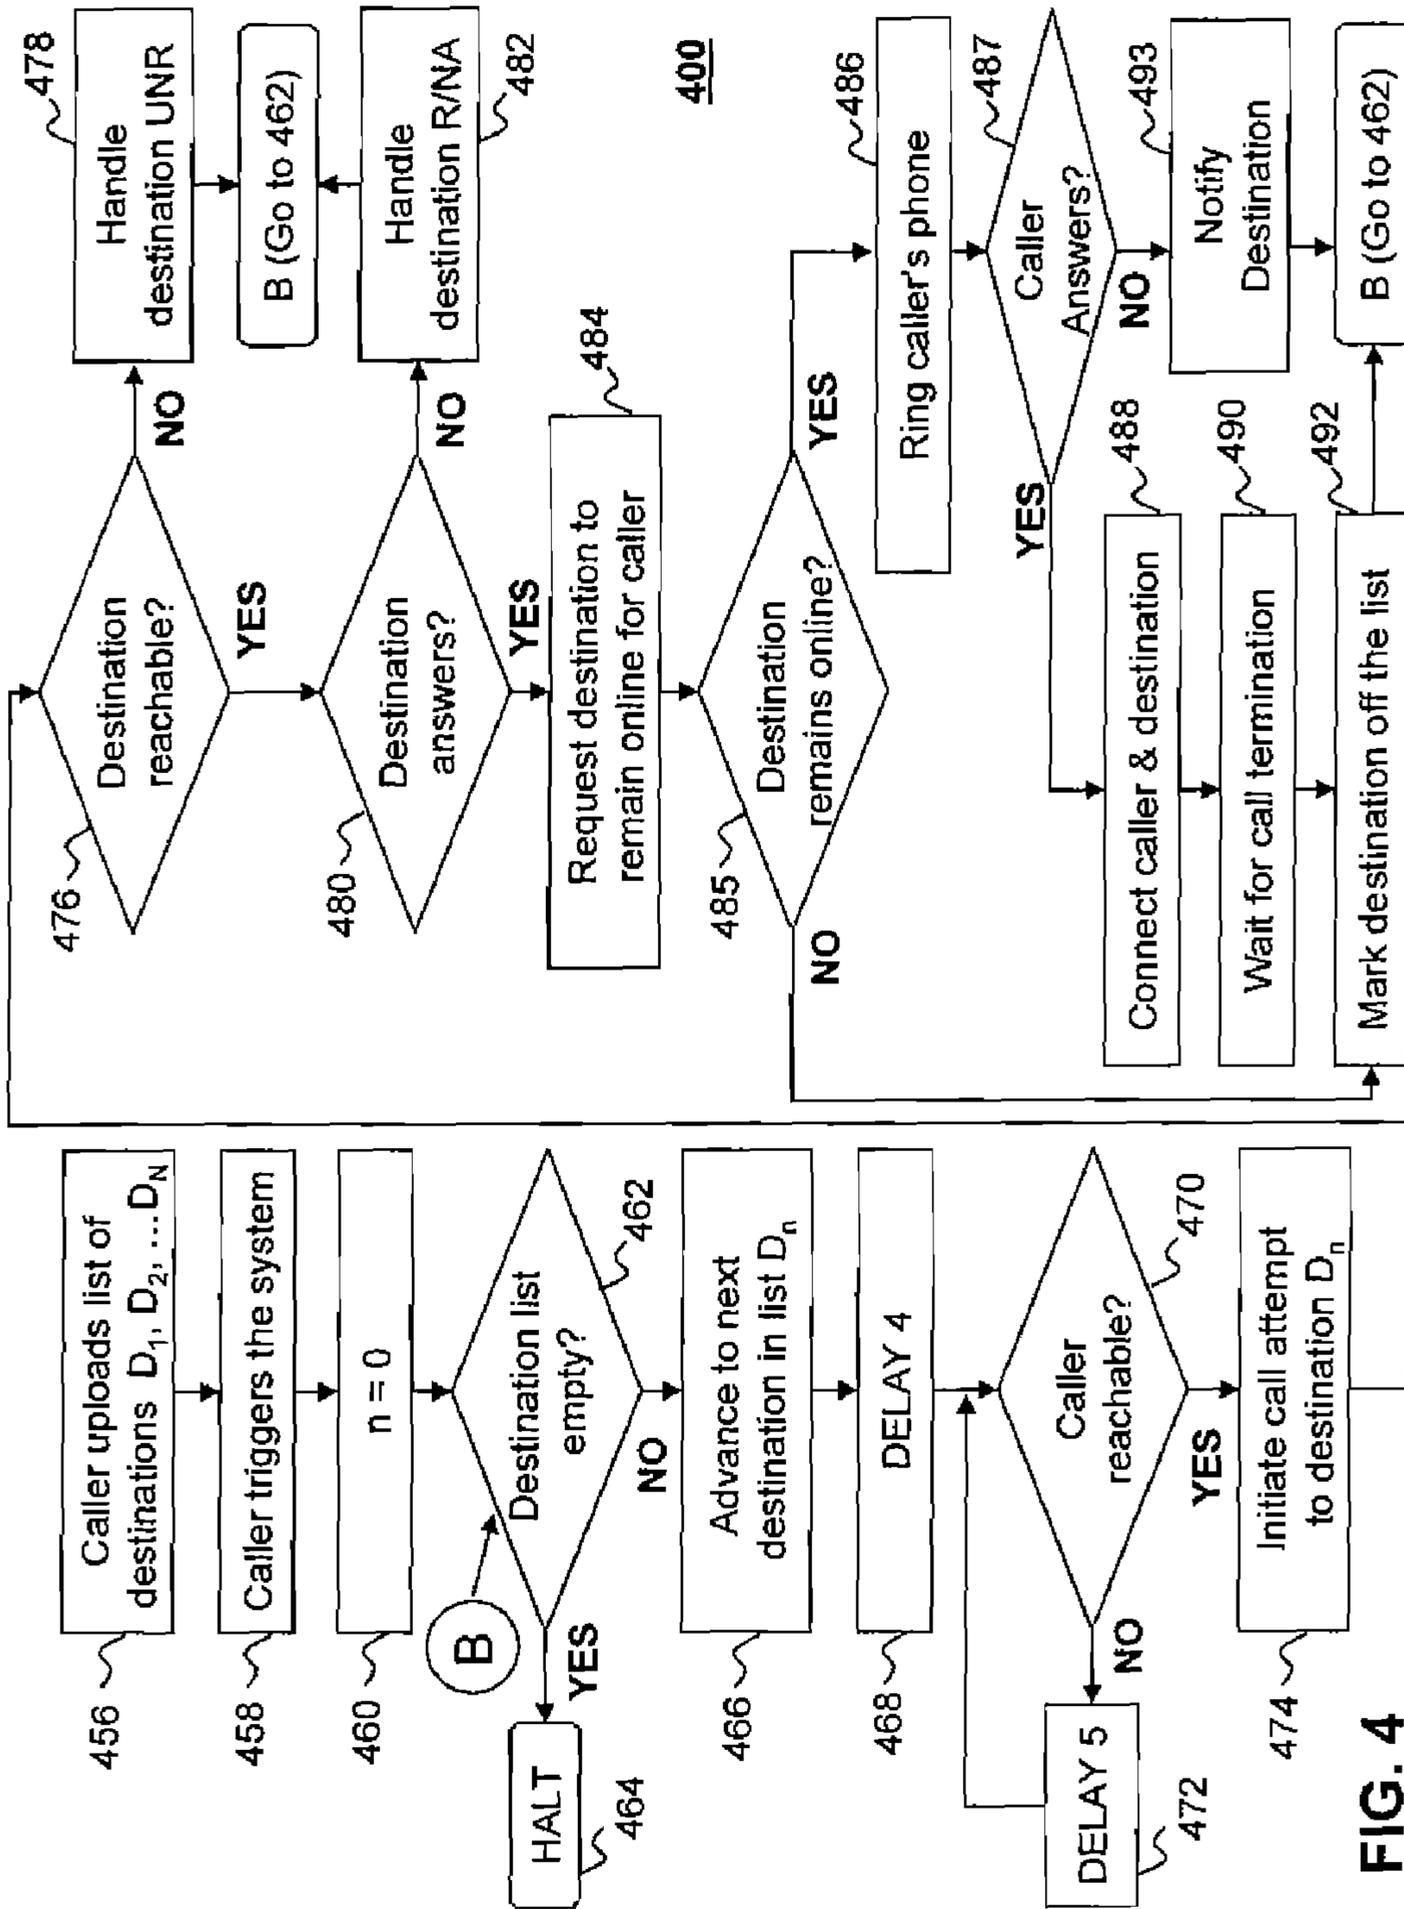 456
Caller uploads list of
destinations D1, D2, ...DN
458
Caller triggers the system
460
n = 0
B
Destination list
empty?
462
YES
HALT
464
NO
466
Advance to next
destination in list Dn
468
DELAY 4
Caller
reachable?
470
NO
DELAY 5
472
YES
474
Initiate call attempt
to destination Dn
FIG. 4
476
Destination
reachable?
NO
Handle
destination UNR
478
YES
B (Go to 462)
480
Destination
answers?
NO
Handle
destination R/NA
482
YES
Request destination to
remain online for caller
484
400
485
Destination
remains online?
NO
YES
Ring caller's phone
486
Caller
Answers?
487
YES
NO
Connect caller & destination
488
Notify
Destination
493
Wait for call termination
490
Mark destination off the list
492
B (Go to 462)